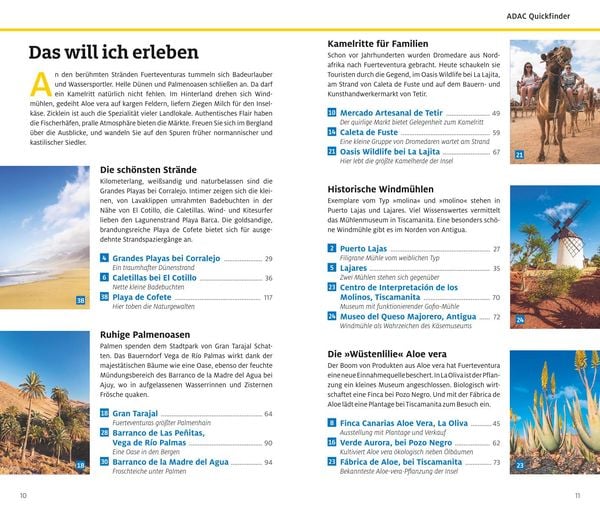 ADAC Quickfinder
Das will ich erleben
An den berühmten Stränden Fuerteventuras tummeln sich Badeurlauber
und Wassersportler. Helle Dünen und Palmenoasen schließen an. Da darf
ein Kamelritt natürlich nicht fehlen. Im Hinterland drehen sich Wind-
mühlen, gedeiht Aloe vera auf kargen Feldern, liefern Ziegen Milch für den Insel-
käse. Zicklein ist auch die Spezialität vieler Landlokale. Authentisches Flair haben
die Fischerhäfen, pralle Atmosphäre bieten die Märkte. Freuen Sie sich im Bergland
über die Ausblicke, und wandeln Sie auf den Spuren früher normannischer und
kastilischer Siedler.
38
Die schönsten Strände
Kilometerlang, weißsandig und naturbelassen sind die
Grandes Playas bei Corralejo. Intimer zeigen sich die klei-
nen, von Lavaklippen umrahmten Badebuchten in der
Nähe von El Cotillo, die Caletillas. Wind- und Kitesurfer
lieben den Lagunenstrand Playa Barca. Die goldsandige,
brandungsreiche Playa de Cofete bietet sich für ausge-
dehnte Strandspaziergänge an.
4 Grandes Playas bei Corralejo 29
Ein traumhafter Dünenstrand
6 Caletillas bei El Cotillo 36
Nette kleine Badebuchten
38 Playa de Cofete 117
Hier toben die Naturgewalten
18
Ruhige Palmenoasen
Palmen spenden dem Stadtpark von Gran Tarajal Schat-
ten. Das Bauerndorf Vega de Río Palmas wirkt dank der
majestätischen Bäume wie eine Oase, ebenso der feuchte
Mündungsbereich des Barranco de la Madre del Agua bei
Ajuy, wo in aufgelassenen Wasserrinnen und Zisternen
Frösche quaken.
18 Gran Tarajal 64
Fuerteventuras größter Palmenhain
28 Barranco de Las Peñitas,
Vega de Río Palmas 90
Eine Oase in den Bergen
30 Barranco de la Madre del Agua 94
Froschteiche unter Palmen
10
Kamelritte für Familien
Schon vor Jahrhunderten wurden Dromedare aus Nord-
afrika nach Fuerteventura gebracht. Heute schaukeln sie
Touristen durch die Gegend, im Oasis Wildlife bei La Lajita,
am Strand von Caleta de Fuste und auf dem Bauern- und
Kunsthandwerkermarkt von Tetir.
10 Mercado Artesanal de Tetir 49
Der quirlige Markt bietet Gelegenheit zum Kamelritt
14 Caleta de Fuste 59
Eine kleine Gruppe von Dromedaren wartet am Strand
21 Oasis Wildlife bei La Lajita 67
Hier lebt die größte Kamelherde der Insel
21
Historische Windmühlen
Exemplare vom Typ »molina« und »molino« stehen in
Puerto Lajas und Lajares. Viel Wissenswertes vermittelt
das Mühlenmuseum in Tiscamanita. Eine besonders schö-
ne Windmühle gibt es im Norden von Antigua.
2 Puerto Lajas 27
Filigrane Mühle vom weiblichen Typ
5 Lajares 35
Zwei Mühlen stehen sich gegenüber
23 Centro de Interpretación de los
Molinos, Tiscamanita 70
Museum mit funktionierender Gofio-Mühle
24 Museo del Queso Majorero, Antigua 72
Windmühle als Wahrzeichen des Käsemuseums
24
Die »Wüstenlilie« Aloe vera
Der Boom von Produkten aus Aloe vera hat Fuerteventura
eine neue Einnahmequelle beschert. In La Oliva ist der Pflan-
zung ein kleines Museum angeschlossen. Biologisch wirt-
schaftet eine Finca bei Pozo Negro, Und mit der Fábrica de
Aloe lädt eine Plantage bei Tiscamanita zum Besuch ein.
8 Finca Canarias Aloe Vera, La Oliva 45
Ausstellung mit Plantage und Verkauf
16 Verde Aurora, bei Pozo Negro 62
Kultiviert Aloe vera ökologisch neben Ölbäumen
23 Fábrica de Aloe, bei Tiscamanita 73
Bekannteste Aloe-vera-Pflanzung der Insel
23
11